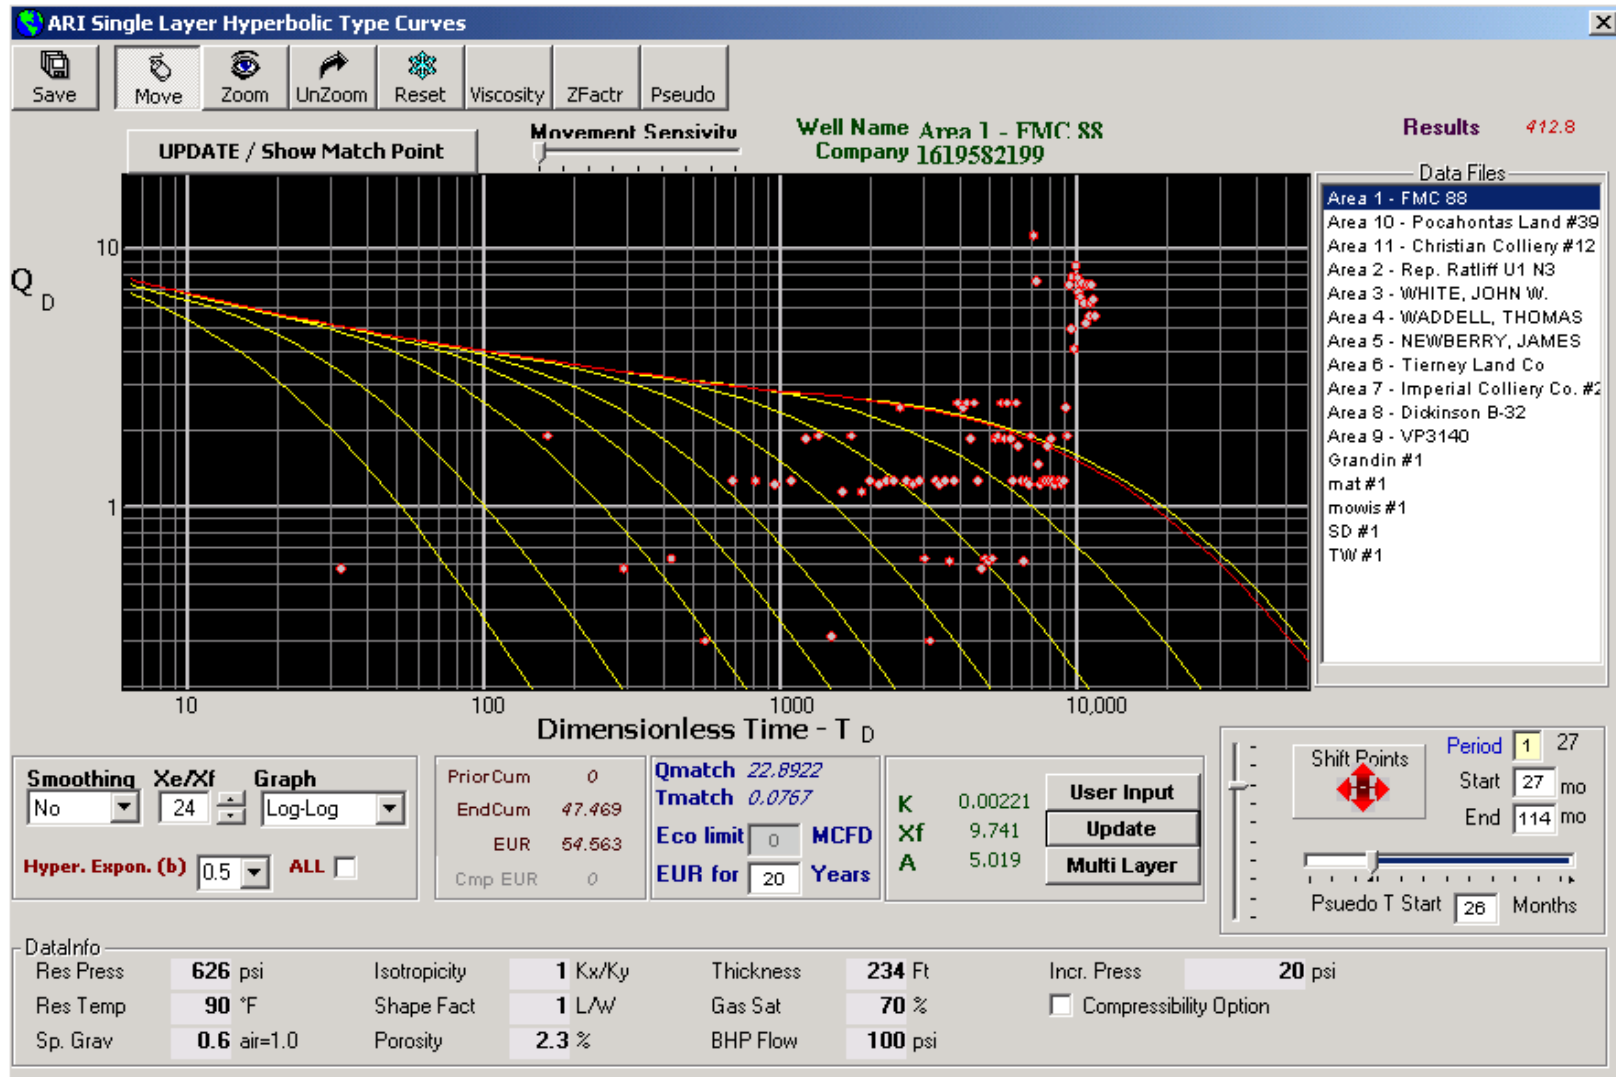 ARI Single Layer Hyperbolic Type Curves
Save Move Zoom UnZoom Reset Viscosity ZFactr Pseudo
UPDATE / Show Match Point
Movement Sensivitu
Well Name Area 1 - FMC 88
Company 1619582199
Results 412.8
Data Files
Area 1 - FMC 88
Area 10 - Pocahontas Land #39
Area 11 - Christian Colliery #12
Area 2 - Rep. Ratliff U1 N3
Area 3 - WHITE, JOHN W.
Area 4 - WADDELL, THOMAS
Area 5 - NEWBERRY, JAMES
Area 6 - Tierney Land Co
Area 7 - Imperial Colliery Co. #2
Area 8 - Dickinson B-32
Area 9 - VP3140
Grandin #1
mat #1
mowis #1
SD #1
TW #1
10
Q D
1
10 100 1000 10,000
Dimensionless Time - T D
Smoothing Xe/Xf Graph
No 24 Log-Log
Hyper. Expon. (b) 0.5 ALL
PriorCum 0
EndCum 47.469
EUR 54.563
Cmp EUR 0
Qmatch 22.8922
Tmatch 0.0767
Eco limit 0 MCFD
EUR for 20 Years
K 0.00221
Xf 9.741
A 5.019
User Input
Update
Multi Layer
Shift Points
Period 1 27
Start 27 mo
End 114 mo
Psuedo T Start 26 Months
DataInfo
Res Press 626 psi Isotropicity 1 Kx/Ky Thickness 234 Ft Incr. Press 20 psi
Res Temp 90 °F Shape Fact 1 L/W Gas Sat 70 % Compressibility Option
Sp. Grav 0.6 air=1.0 Porosity 2.3 % BHP Flow 100 psi